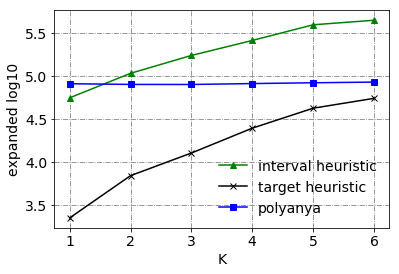 5.5
5.0
4.5
4.0
3.5
expanded log10
interval heuristic
target heuristic
polyanya
1 2 3 4 5 6
K